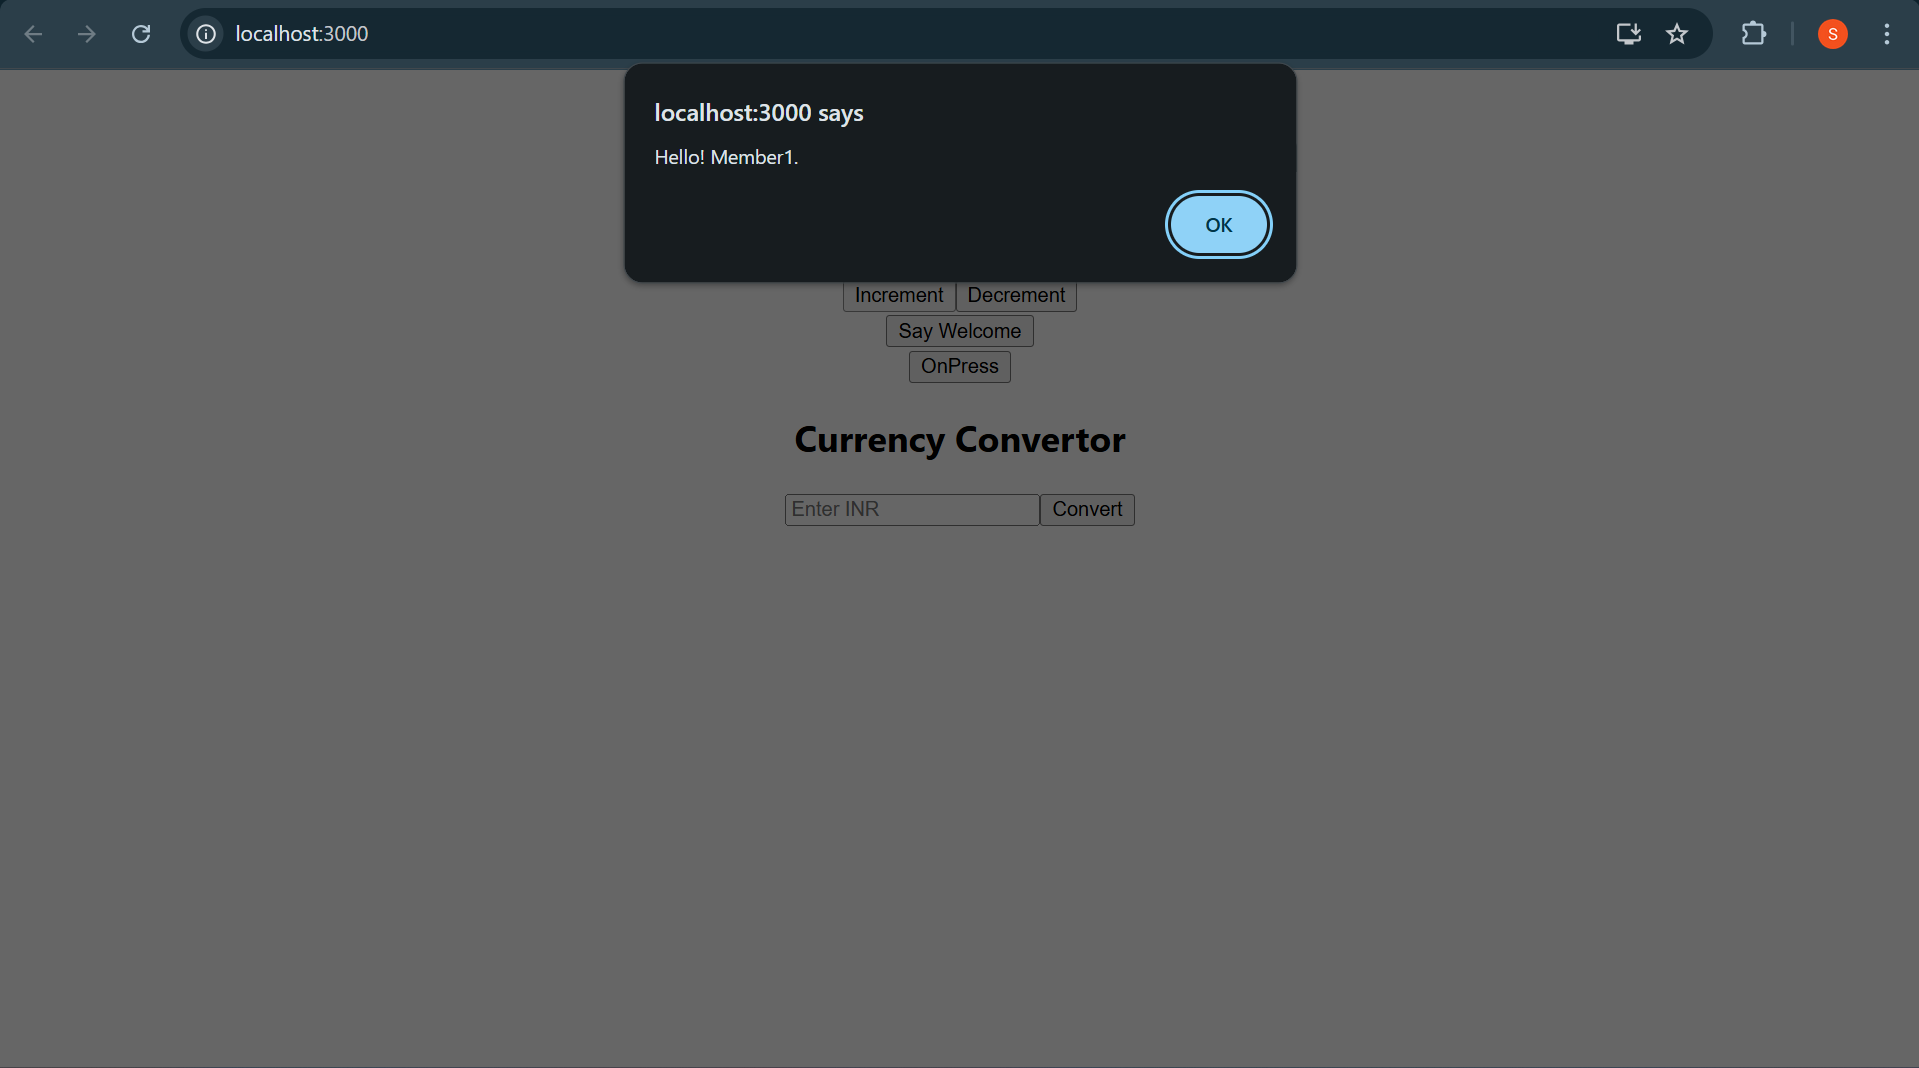 localhost:3000
S
localhost:3000 says
Hello! Member1.
OK
Increment Decrement
Say Welcome
OnPress
Currency Convertor
Enter INR Convert